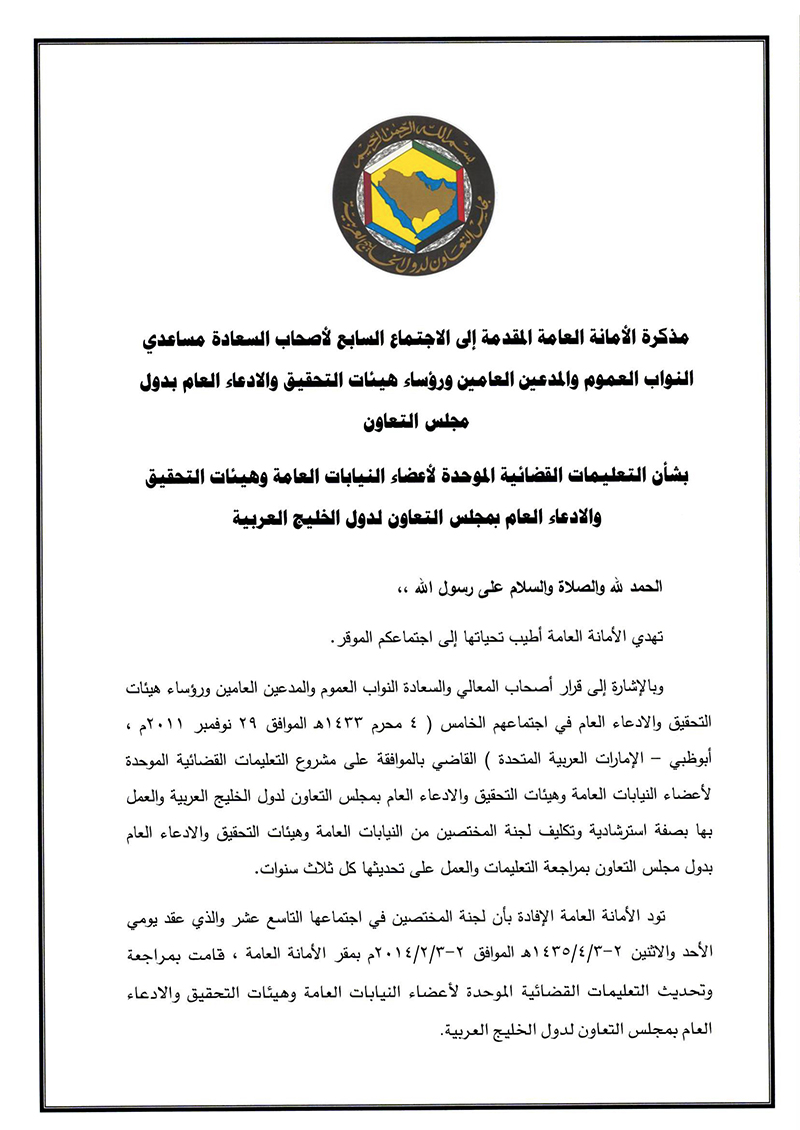 بسم الله الرحمن الرحيم
مجلس التعاون لدول الخليج العربية
مذكرة الأمانة العامة المقدمة إلى الاجتماع السابع لأصحاب السعادة مساعدي
النواب العموم والمدعين العامين ورؤساء هيئات التحقيق والادعاء العام بدول
مجلس التعاون
بشأن التعليمات القضائية الموحدة لأعضاء النيابات العامة وهيئات التحقيق
والادعاء العام بمجلس التعاون لدول الخليج العربية
الحمد لله والصلاة والسلام على رسول الله ،،
تهدي الأمانة العامة أطيب تحياتها إلى اجتماعكم الموقر.
وبالإشارة إلى قرار أصحاب المعالي والسعادة النواب العموم والمدعين العامين ورؤساء هيئات
التحقيق والادعاء العام في اجتماعهم الخامس ( ٤ محرم ١٤٣٣هـ الموافق ٢٩ نوفمبر ٢٠١١م ،
أبوظبي – الإمارات العربية المتحدة ) القاضي بالموافقة على مشروع التعليمات القضائية الموحدة
لأعضاء النيابات العامة وهيئات التحقيق والادعاء العام بمجلس التعاون لدول الخليج العربية والعمل
بها بصفة استرشادية وتكليف لجنة المختصين من النيابات العامة وهيئات التحقيق والادعاء العام
بدول مجلس التعاون بمراجعة التعليمات والعمل على تحديثها كل ثلاث سنوات.
تود الأمانة العامة الإفادة بأن لجنة المختصين في اجتماعها التاسع عشر والذي عقد يومي
الأحد والاثنين ٢-١٤٣٥/٤/٣هـ الموافق ٢-٢٠١٤/٢/٣م بمقر الأمانة العامة ، قامت بمراجعة
وتحديث التعليمات القضائية الموحدة لأعضاء النيابات العامة وهيئات التحقيق والادعاء
العام بمجلس التعاون لدول الخليج العربية.